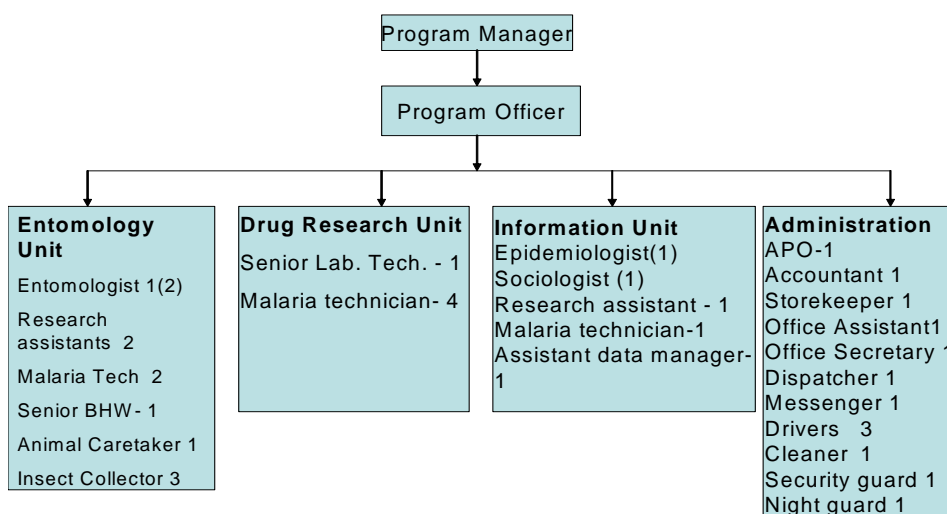 Program Manager
Program Officer
Entomology
Unit
Entomologist 1(2)
Research
assistants 2
Malaria Tech 2
Senior BHW- 1
Animal Caretaker 1
Insect Collector 3
Drug Research Unit
Senior Lab. Tech. - 1
Malaria technician- 4
Information Unit
Epidemiologist(1)
Sociologist (1)
Research assistant - 1
Malaria technician-1
Assistant data manager-
1
Administration
APO-1
Accountant 1
Storekeeper 1
Office Assistant1
Office Secretary 1
Dispatcher 1
Messenger 1
Drivers 3
Cleaner 1
Security guard 1
Night guard 1